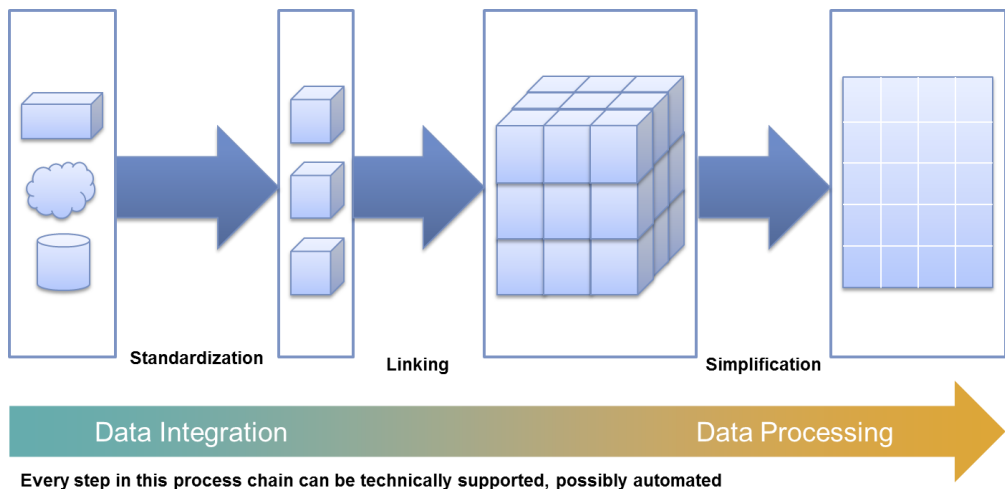 Standardization
Linking
Simplification
Data Integration
Data Processing
Every step in this process chain can be technically supported, possibly automated